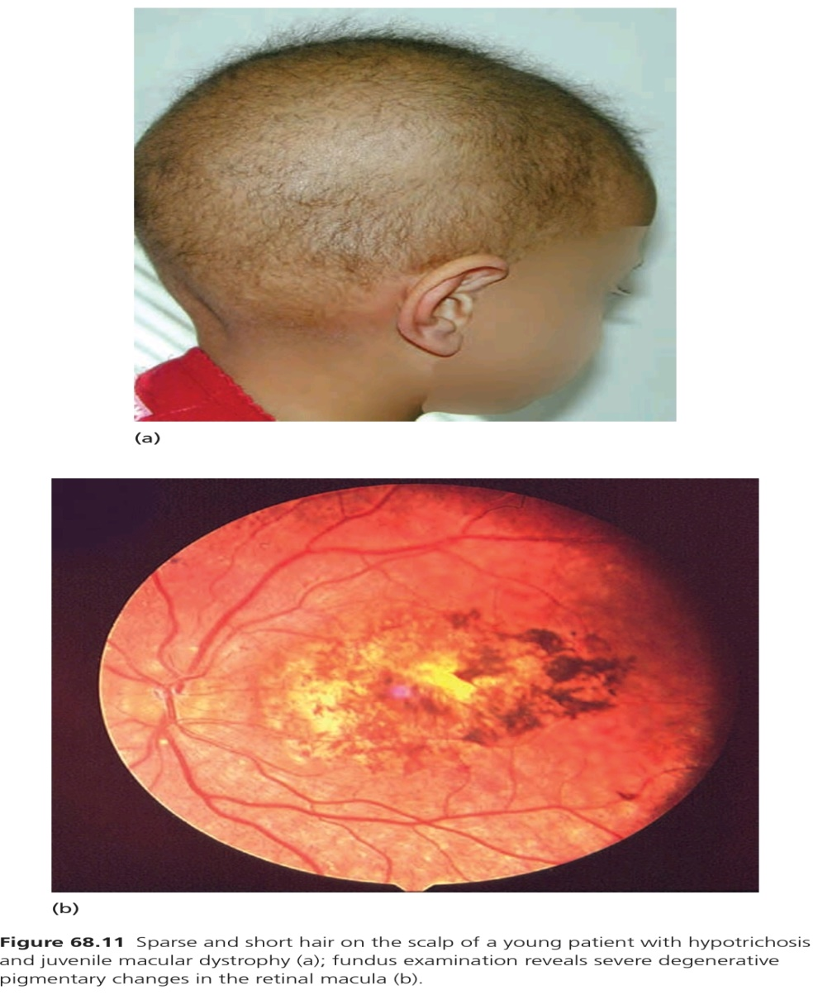 (a)
(b)
Figure 68.11 Sparse and short hair on the scalp of a young patient with hypotrichosis
and juvenile macular dystrophy (a); fundus examination reveals severe degenerative
pigmentary changes in the retinal macula (b).